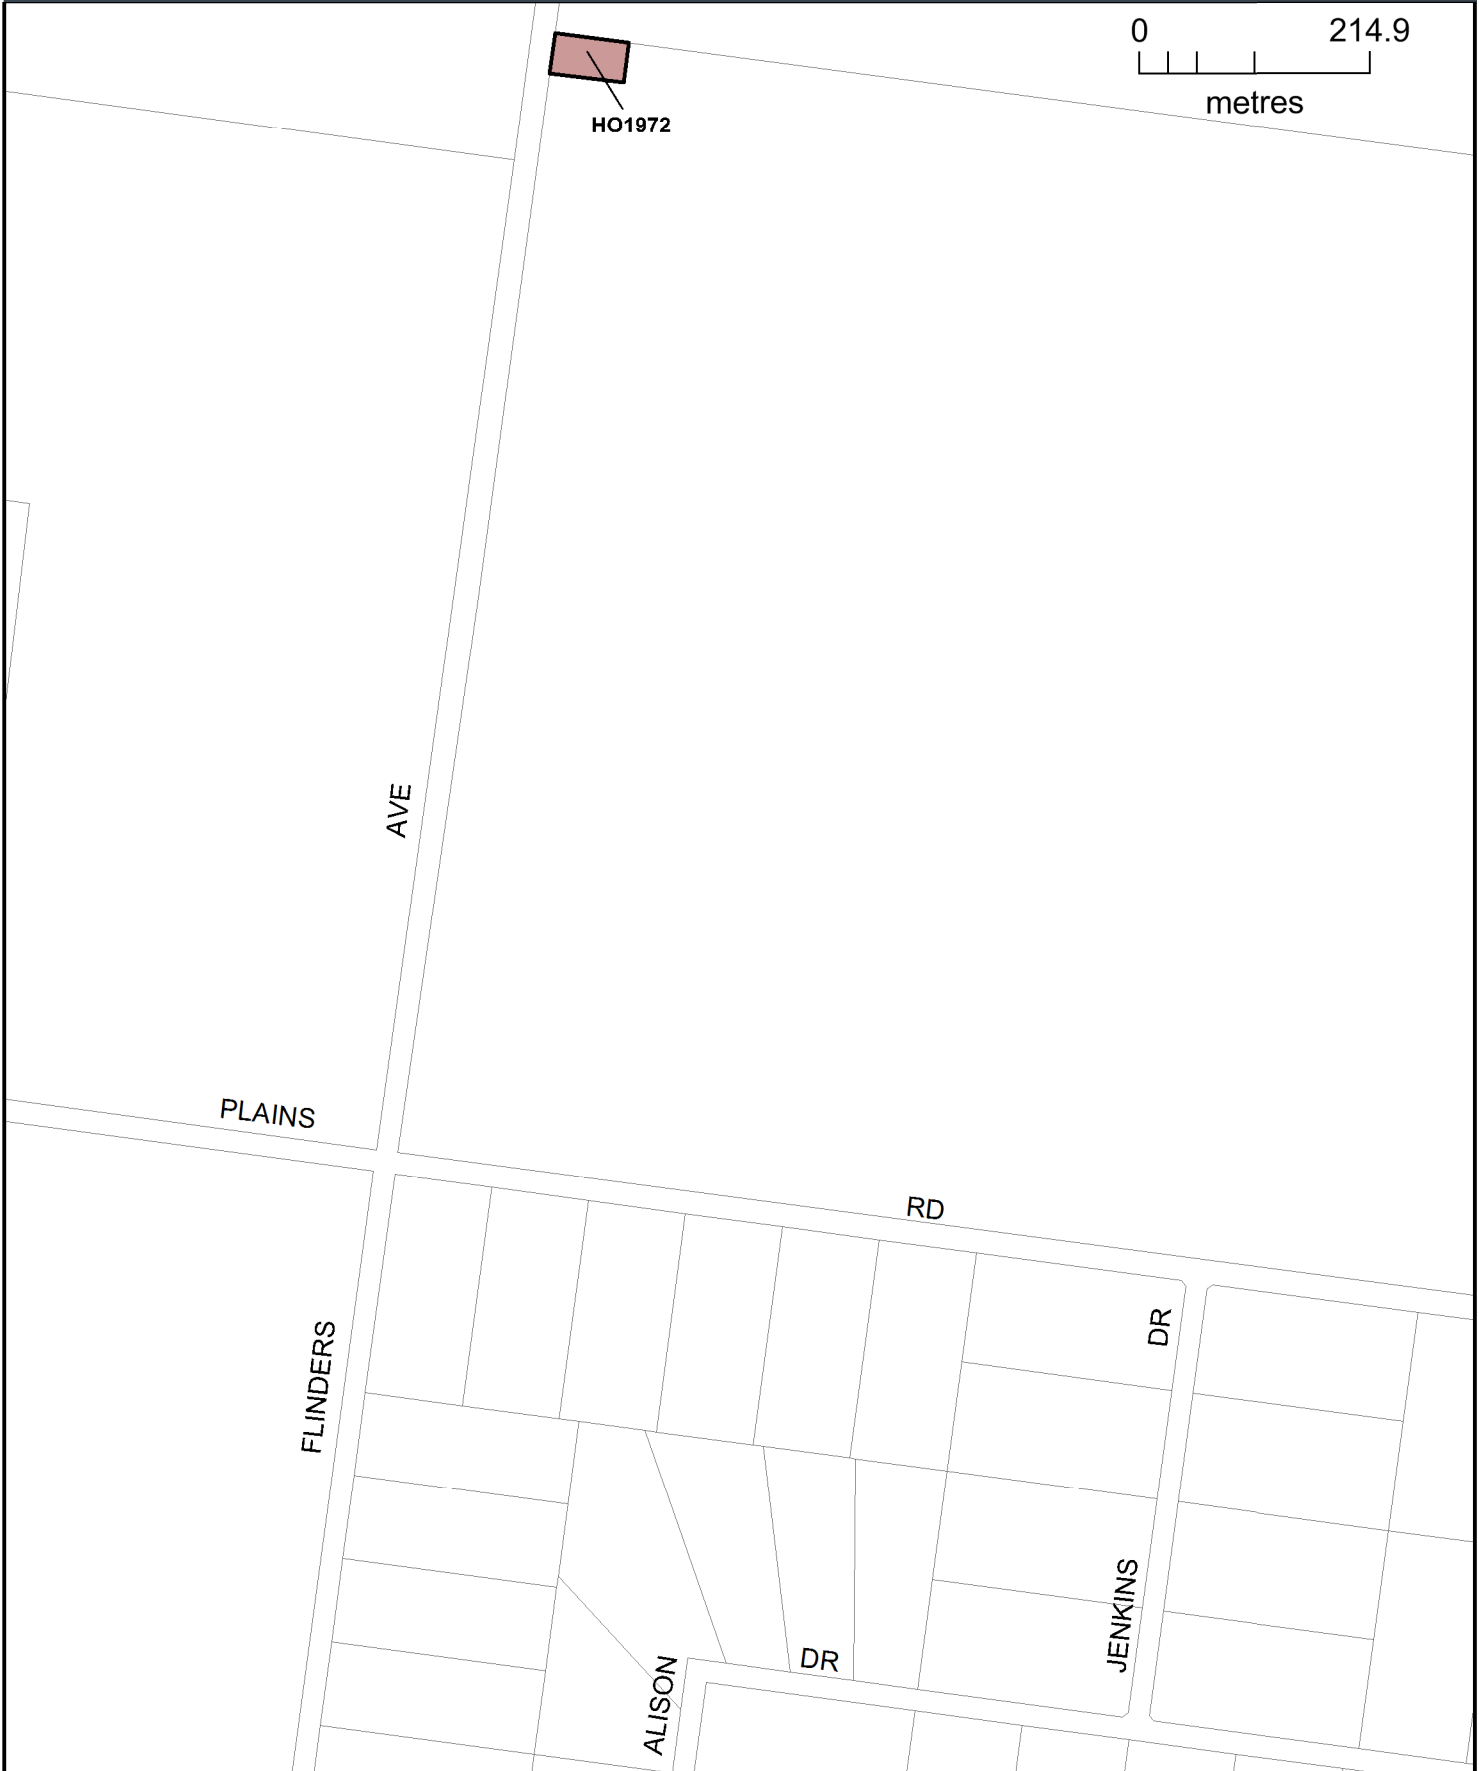 0 214.9
metres
HO1972
AVE
PLAINS
RD
FLINDERS
DR
JENKINS
DR
ALISON